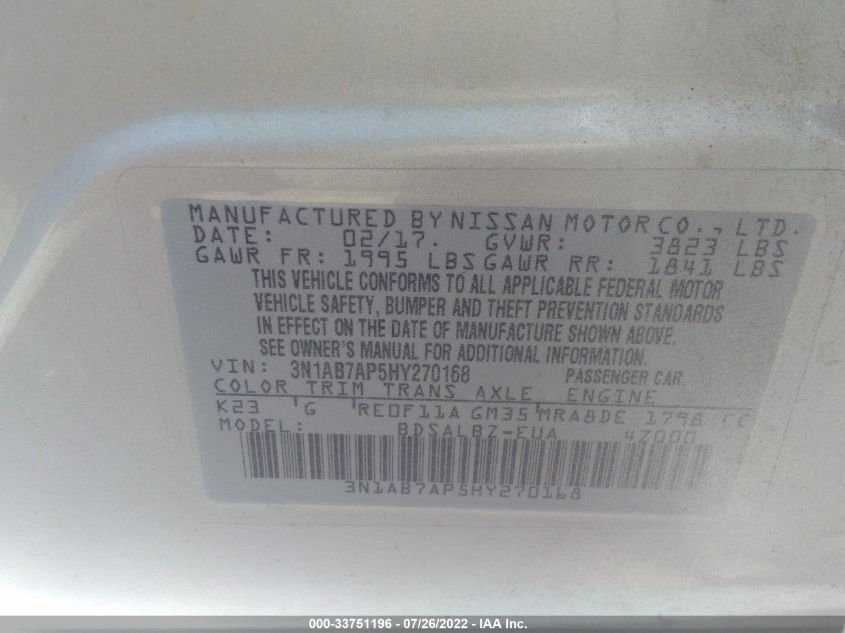 MANUFACTURED BY NISSAN MOTOR CO., LTD.
DATE: 02/17. GVWR: 3823 LBS
GAWR FR: 1995 LBS GAWR RR: 1841 LBS
THIS VEHICLE CONFORMS TO ALL APPLICABLE FEDERAL MOTOR
VEHICLE SAFETY, BUMPER AND THEFT PREVENTION STANDARDS
IN EFFECT ON THE DATE OF MANUFACTURE SHOWN ABOVE.
SEE OWNER'S MANUAL FOR ADDITIONAL INFORMATION.
VIN: 3N1AB7AP5HY270168 PASSENGER CAR
COLOR TRIM TRANS AXLE ENGINE
K23 G RE0F11A GM35 MRA8DE 1798 CC
MODEL: BDSALBZ-EUA 4Z000
3N1AB7AP5HY270168
000-33751196 - 07/26/2022 - IAA Inc.